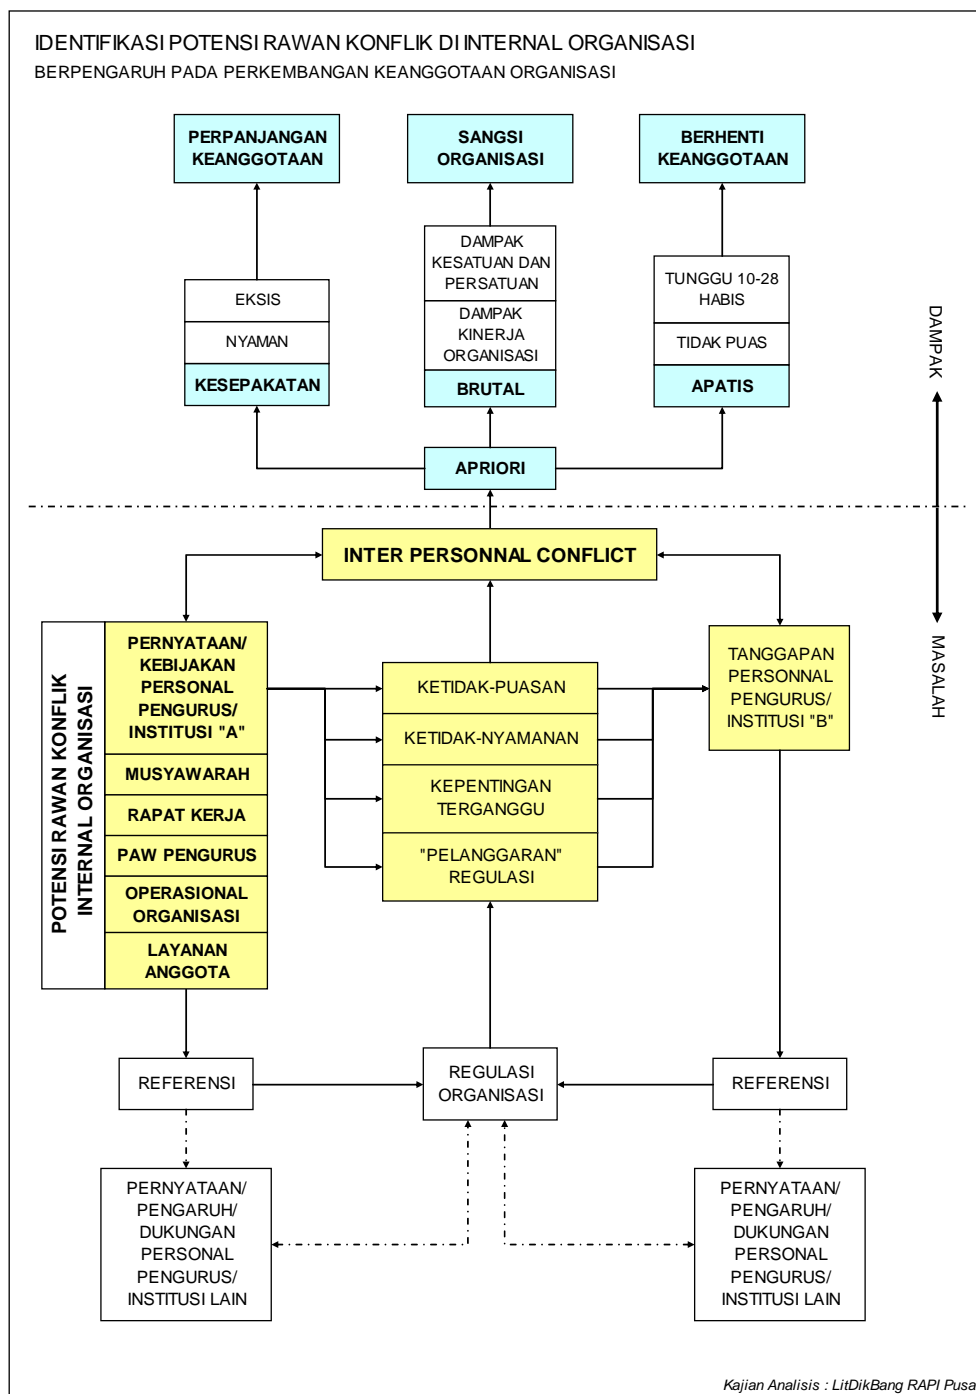 IDENTIFIKASI POTENSI RAWAN KONFLIK DI INTERNAL ORGANISASI
BERPENGARUH PADA PERKEMBANGAN KEANGGOTAAN ORGANISASI
PERPANJANGAN
KEANGGOTAAN
SANGSI
ORGANISASI
BERHENTI
KEANGGOTAAN
EKSIS
NYAMAN
KESEPAKATAN
DAMPAK
KESATUAN DAN
PERSATUAN
DAMPAK
KINERJA
ORGANISASI
BRUTAL
TUNGGU 10-28
HABIS
TIDAK PUAS
APATIS
APRIORI
DAMPAK
MASALAH
INTER PERSONNAL CONFLICT
POTENSI RAWAN KONFLIK
INTERNAL ORGANISASI
PERNYATAAN/
KEBIJAKAN
PERSONAL
PENGURUS/
INSTITUSI "A"
MUSYAWARAH
RAPAT KERJA
PAW PENGURUS
OPERASIONAL
ORGANISASI
LAYANAN
ANGGOTA
KETIDAK-PUASAN
KETIDAK-NYAMANAN
KEPENTINGAN
TERGANGGU
"PELANGGARAN"
REGULASI
TANGGAPAN
PERSONNAL
PENGURUS/
INSTITUSI "B"
REFERENSI
REGULASI
ORGANISASI
REFERENSI
PERNYATAAN/
PENGARUH/
DUKUNGAN
PERSONAL
PENGURUS/
INSTITUSI LAIN
PERNYATAAN/
PENGARUH/
DUKUNGAN
PERSONAL
PENGURUS/
INSTITUSI LAIN
Kajian Analisis : LitDikBang RAPI Pusa